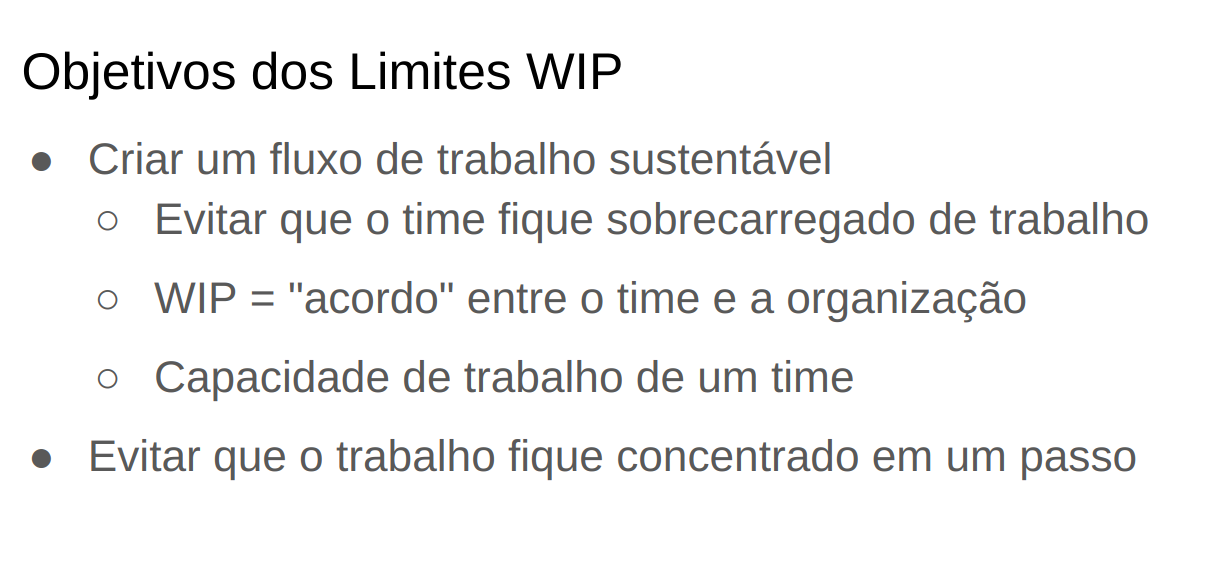 Objetivos dos Limites WIP
● Criar um fluxo de trabalho sustentável
○ Evitar que o time fique sobrecarregado de trabalho
○ WIP = "acordo" entre o time e a organização
○ Capacidade de trabalho de um time
● Evitar que o trabalho fique concentrado em um passo